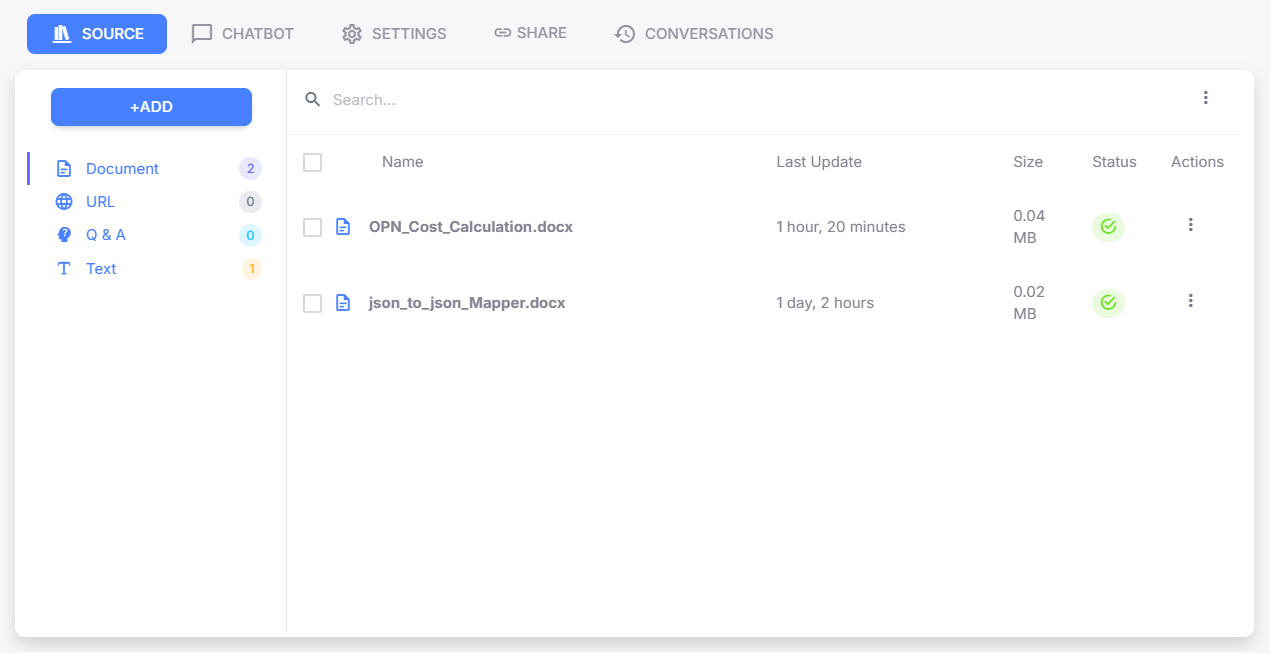 SOURCE CHATBOT SETTINGS SHARE CONVERSATIONS
+ADD
Search...
Document 2
URL 0
Q & A 0
Text 1
Name Last Update Size Status Actions
OPN_Cost_Calculation.docx 1 hour, 20 minutes 0.04 MB
json_to_json_Mapper.docx 1 day, 2 hours 0.02 MB